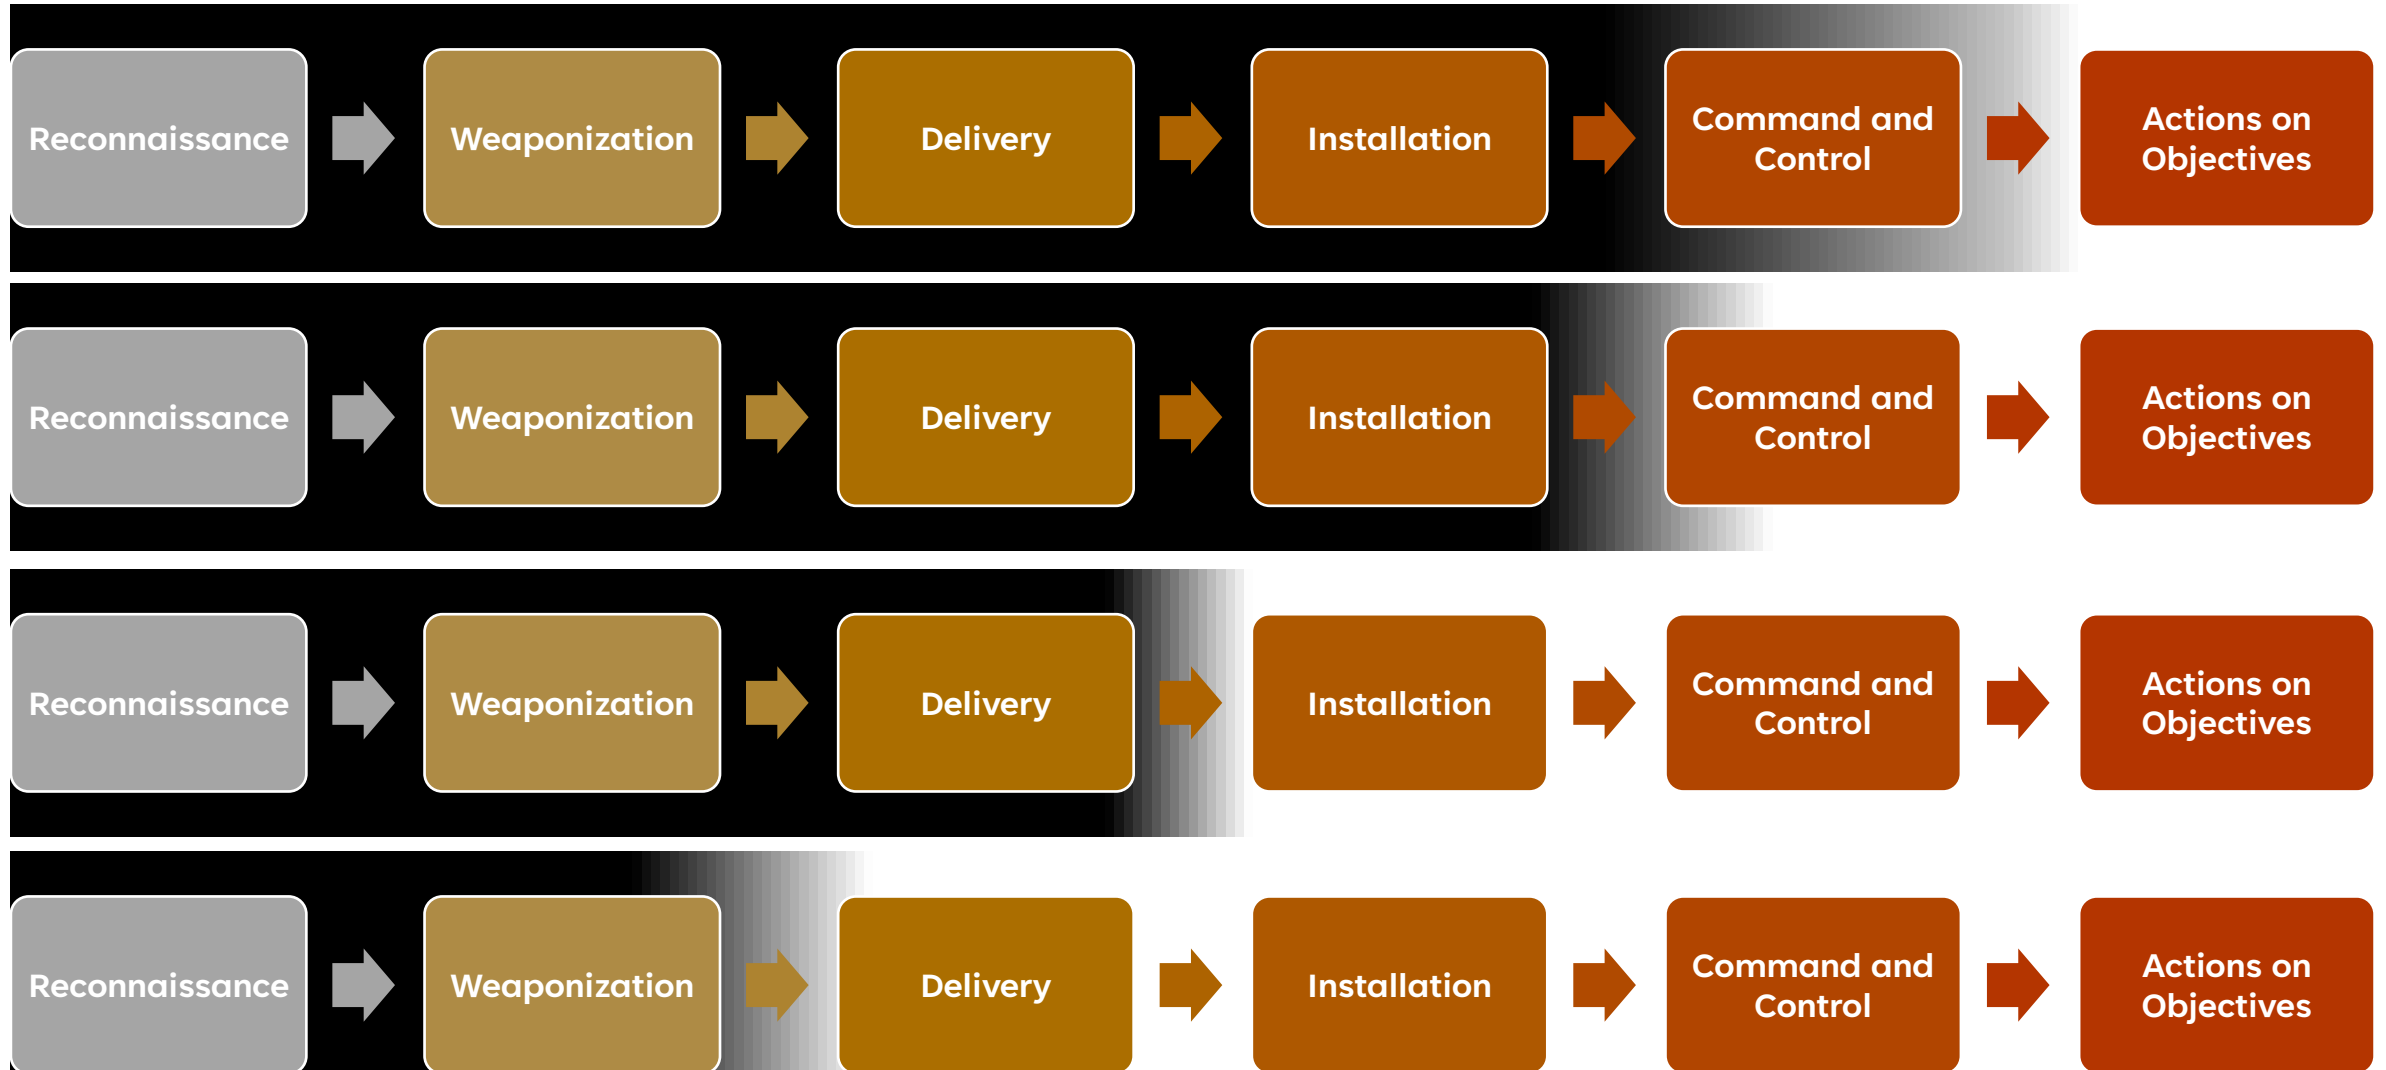 Reconnaissance
Weaponization
Delivery
Installation
Command and
Control
Actions on
Objectives
Reconnaissance
Weaponization
Delivery
Installation
Command and
Control
Actions on
Objectives
Reconnaissance
Weaponization
Delivery
Installation
Command and
Control
Actions on
Objectives
Reconnaissance
Weaponization
Delivery
Installation
Command and
Control
Actions on
Objectives